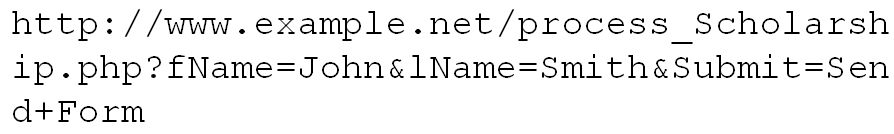 http://www.example.net/process_Scholarsh
ip.php?fName=John&lName=Smith&Submit=Sen
d+Form